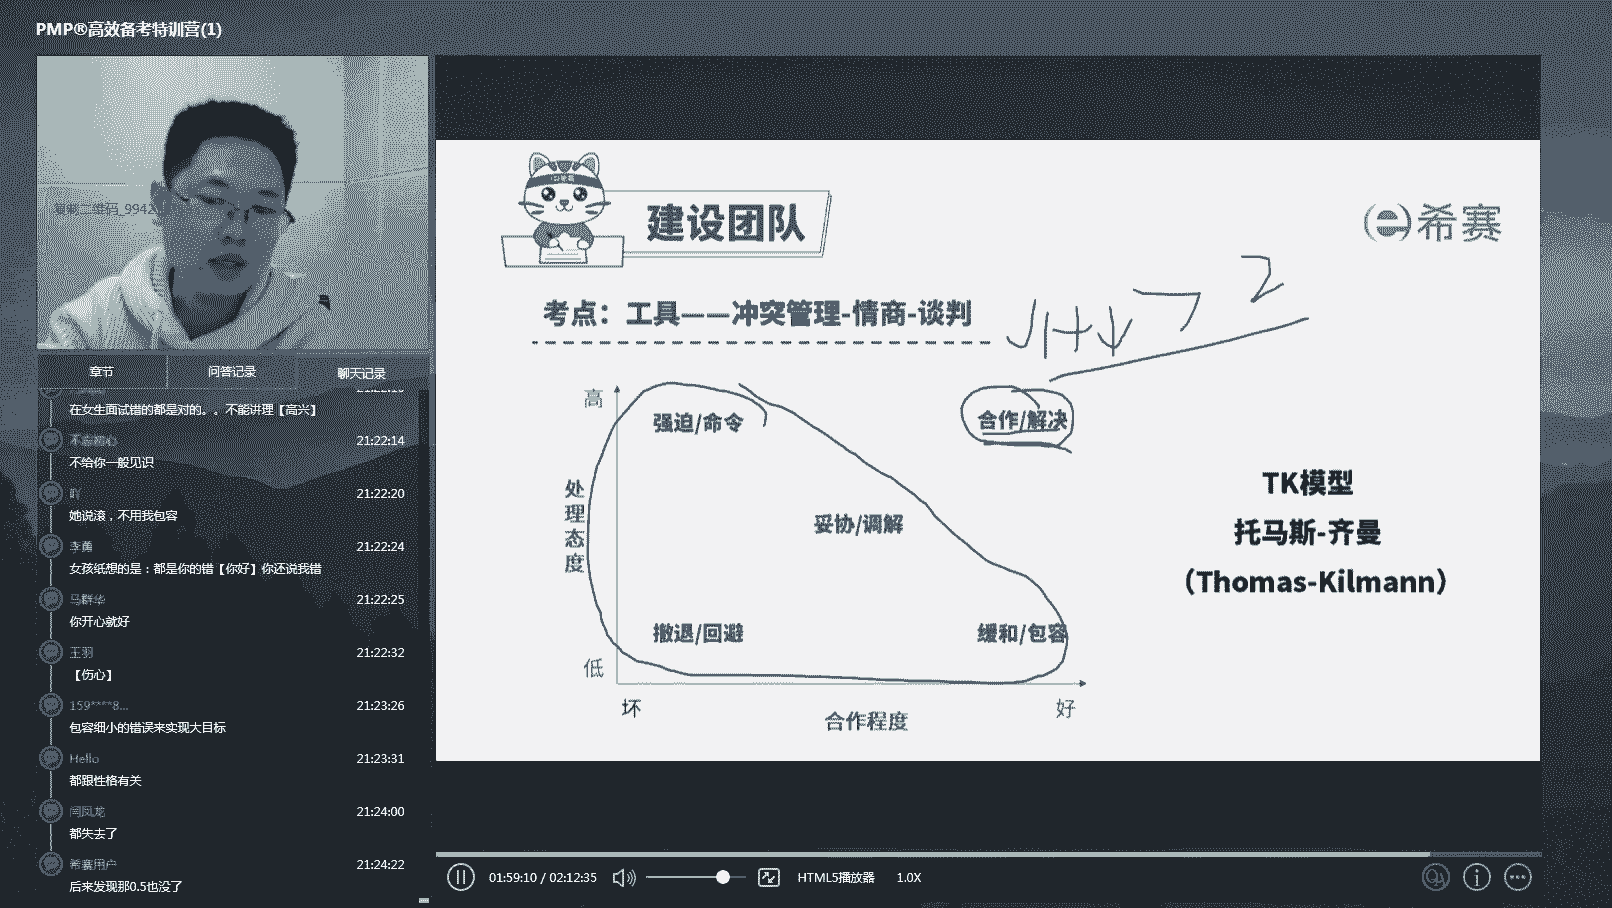 PMP®高效备考特训营(1)
章节
问答记录
聊天记录
在女生面试错的都是对的。。不能讲理【高兴】
不忘初心
21:22:14
不给你一般见识
21:22:20
她说滚，不用我包容
21:22:24
女孩纸想的是：都是你的错【你好】你还说我错
21:22:25
你开心就好
王羽
21:22:32
【伤心】
159****8...
21:23:26
包容细小的错误来实现大目标
Hello
21:23:31
都跟性格有关
闫凤龙
21:24:00
都失去了
希赛用户
21:24:22
后来发现那0.5也没了
建设团队
希赛
考点：工具——冲突管理-情商-谈判
1+1
2
高
强迫/命令
合作/解决
处理态度
妥协/调解
撤退/回避
缓和/包容
低
坏
合作程度
好
TK模型
托马斯-齐曼
（Thomas-Kilmann）
01:59:10 / 02:12:35
HTML5播放器
1.0X